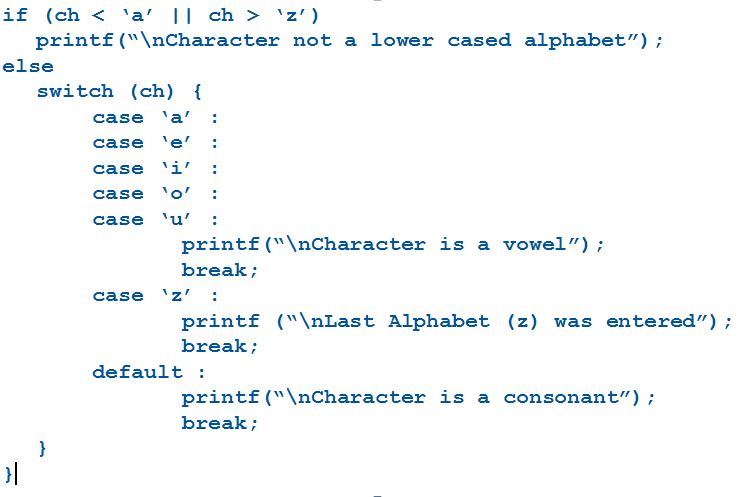 if (ch < ‘a’ || ch > ‘z’)
printf(“\nCharacter not a lower cased alphabet”);
else
switch (ch) {
case ‘a’ :
case ‘e’ :
case ‘i’ :
case ‘o’ :
case ‘u’ :
printf(“\nCharacter is a vowel”);
break;
case ‘z’ :
printf (“\nLast Alphabet (z) was entered”);
break;
default :
printf(“\nCharacter is a consonant”);
break;
}
}